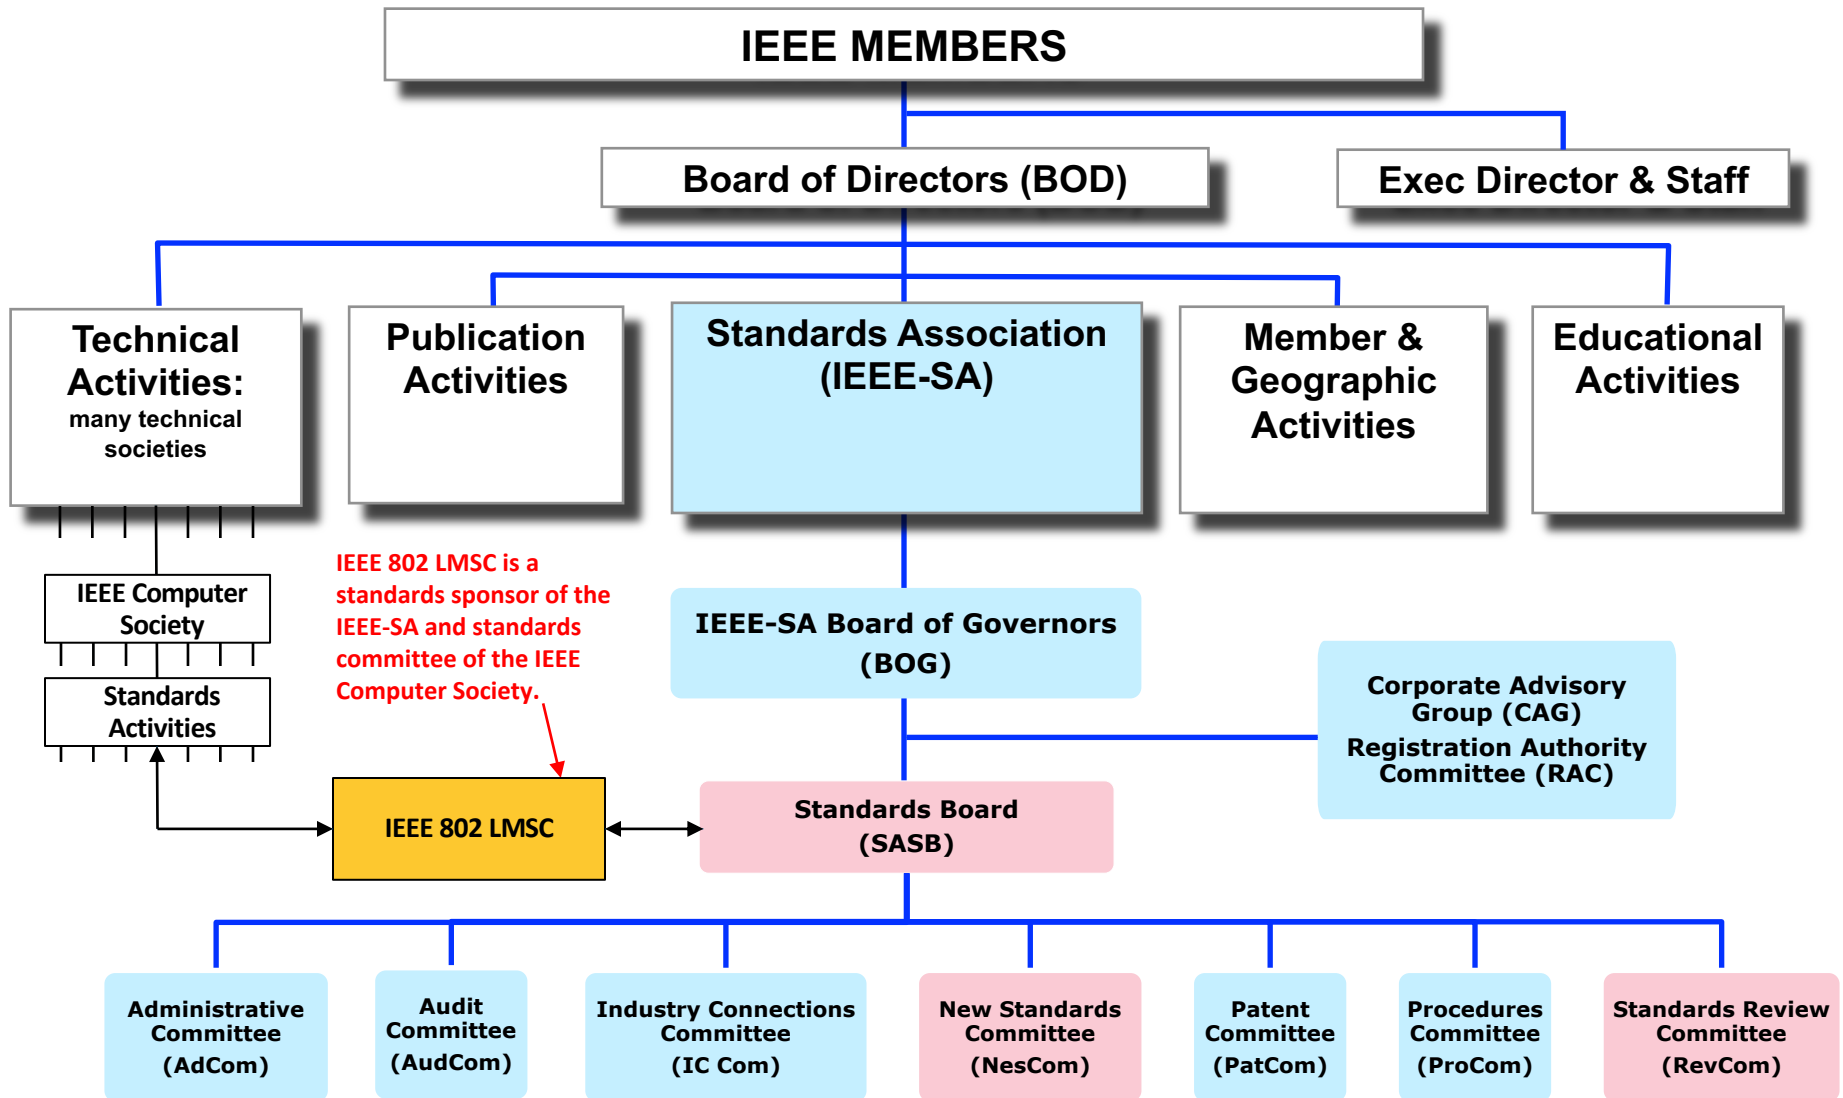 IEEE MEMBERS
Board of Directors (BOD)
Exec Director & Staff
Technical
Activities:
many technical
societies
Publication
Activities
Standards Association
(IEEE-SA)
Member &
Geographic
Activities
Educational
Activities
IEEE Computer
Society
Standards
Activities
IEEE 802 LMSC is a
standards sponsor of the
IEEE-SA and standards
committee of the IEEE
Computer Society.
IEEE-SA Board of Governors
(BOG)
Corporate Advisory
Group (CAG)
Registration Authority
Committee (RAC)
IEEE 802 LMSC
Standards Board
(SASB)
Administrative
Committee
(AdCom)
Audit
Committee
(AudCom)
Industry Connections
Committee
(IC Com)
New Standards
Committee
(NesCom)
Patent
Committee
(PatCom)
Procedures
Committee
(ProCom)
Standards Review
Committee
(RevCom)